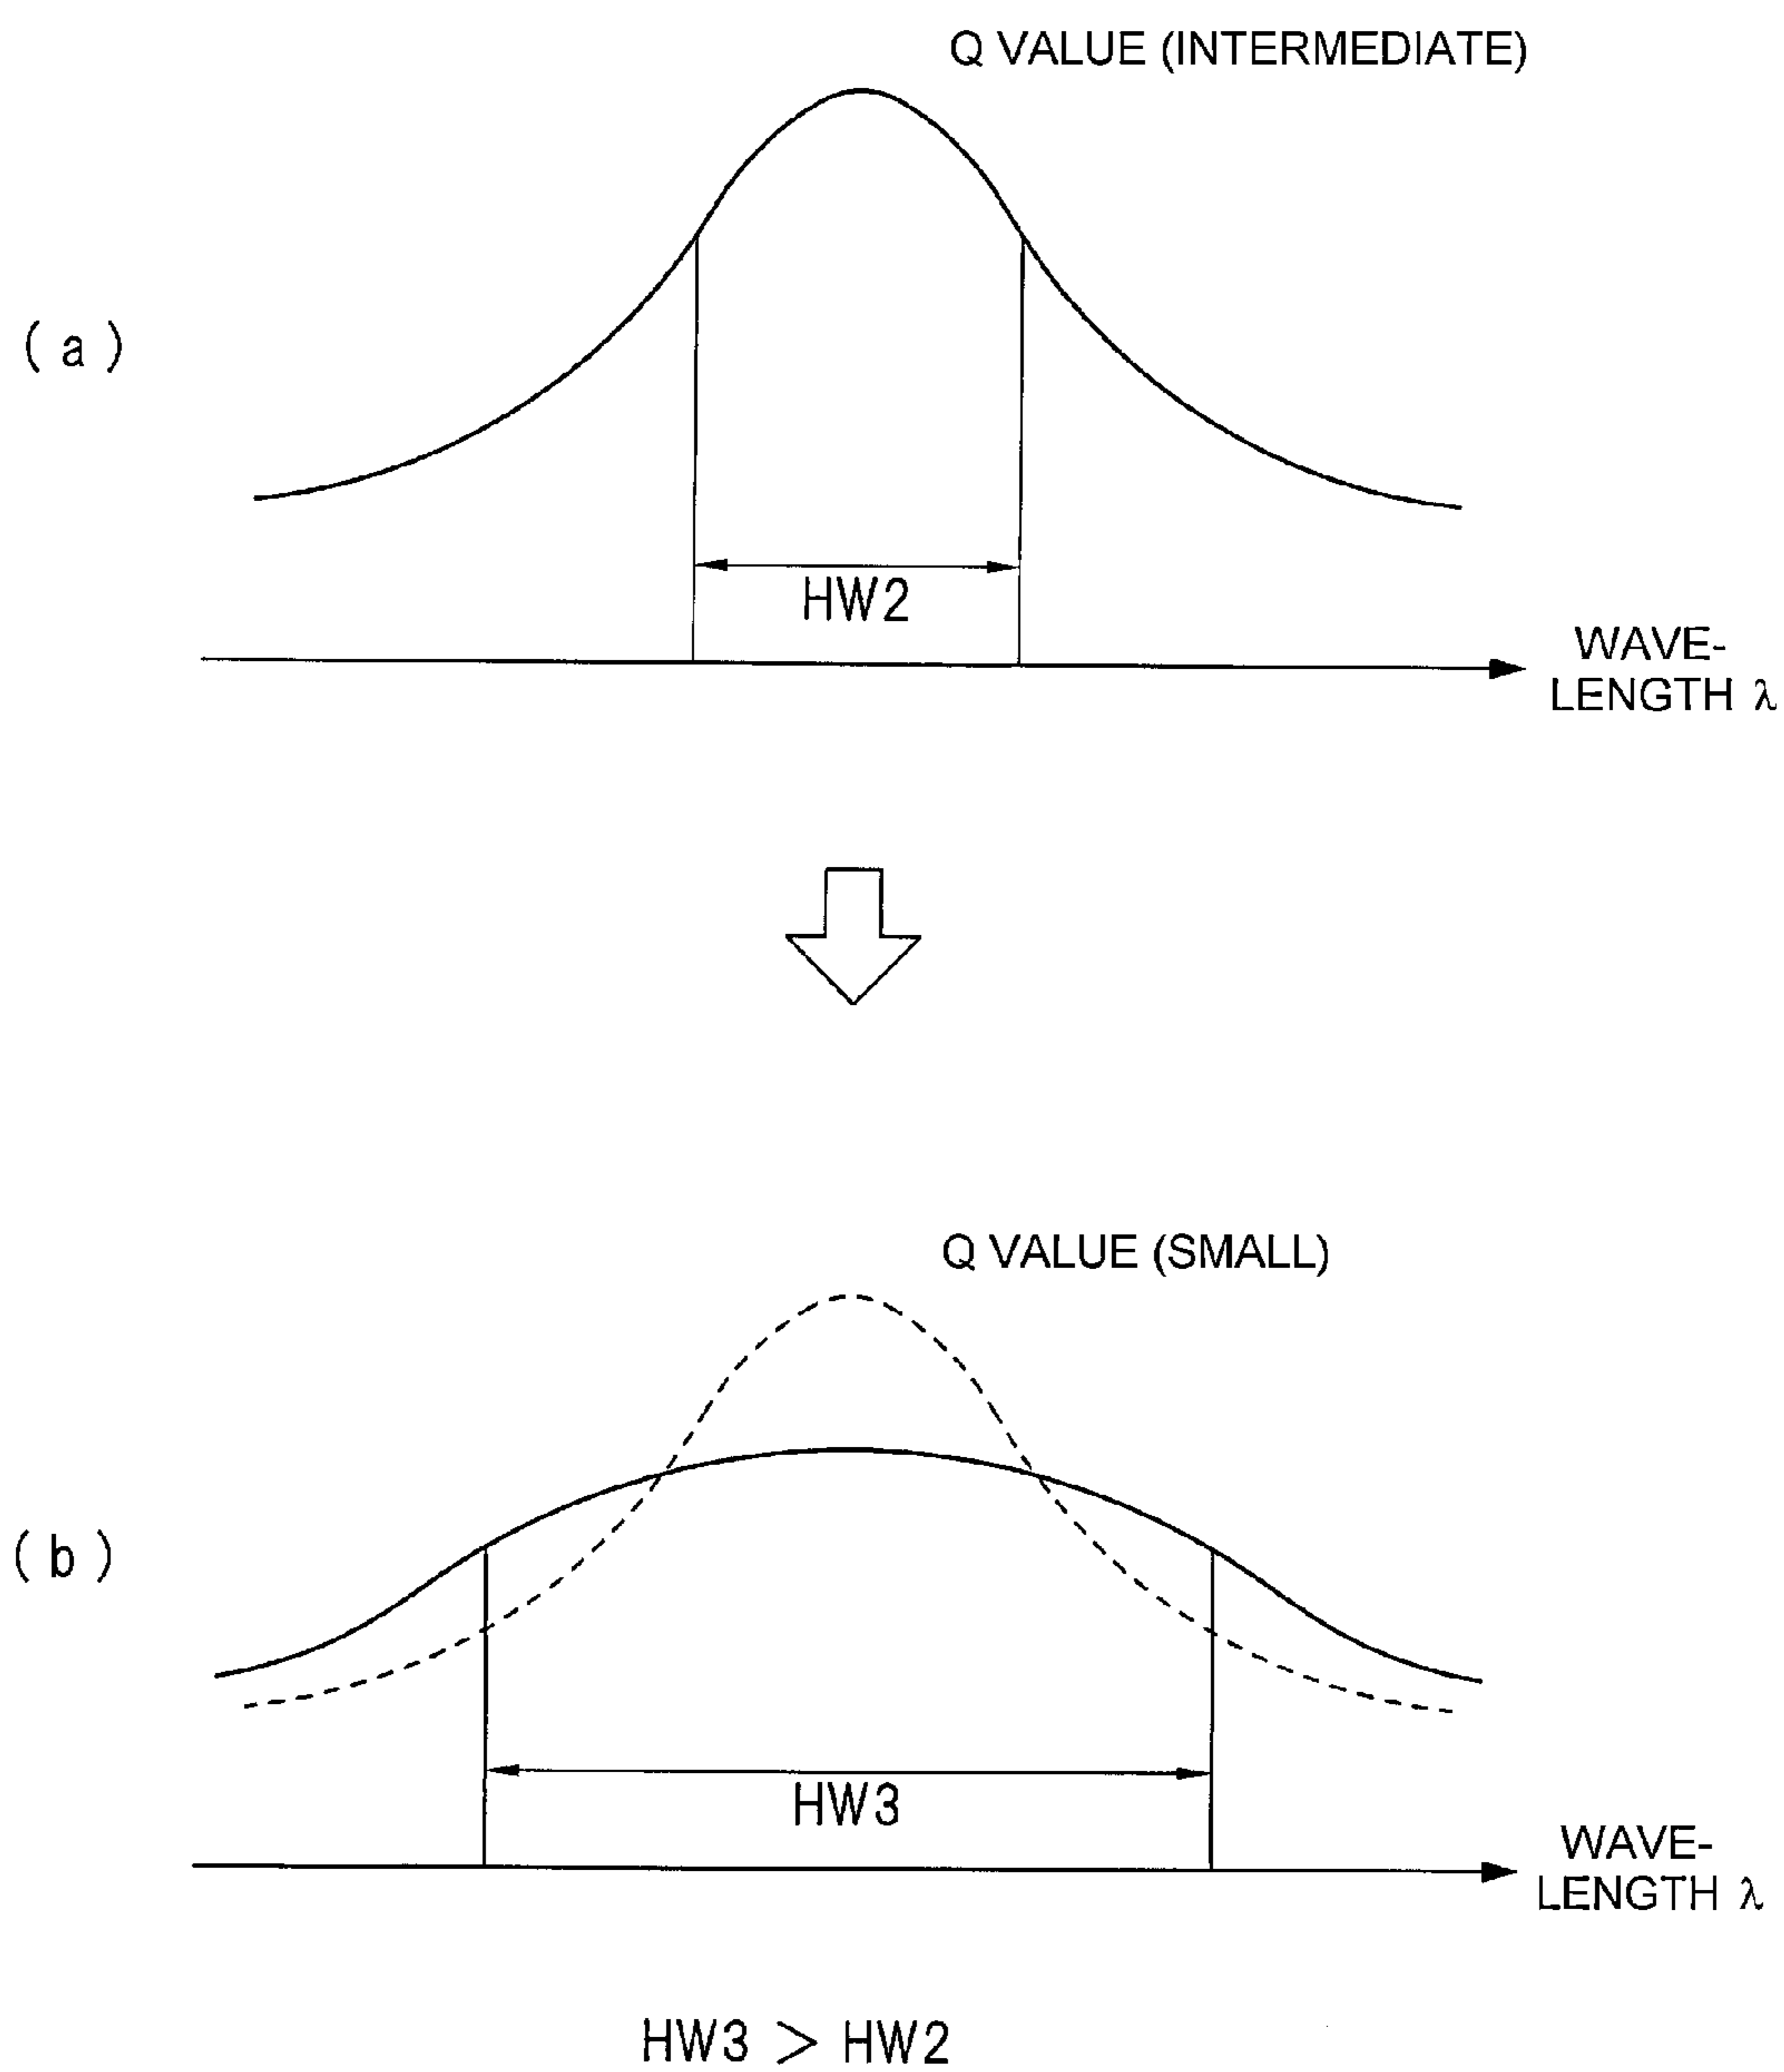 Q VALUE (INTERMEDIATE)
(a)
HW2
WAVE-
LENGTH λ
Q VALUE (SMALL)
(b)
HW3
WAVE-
LENGTH λ
HW3 > HW2